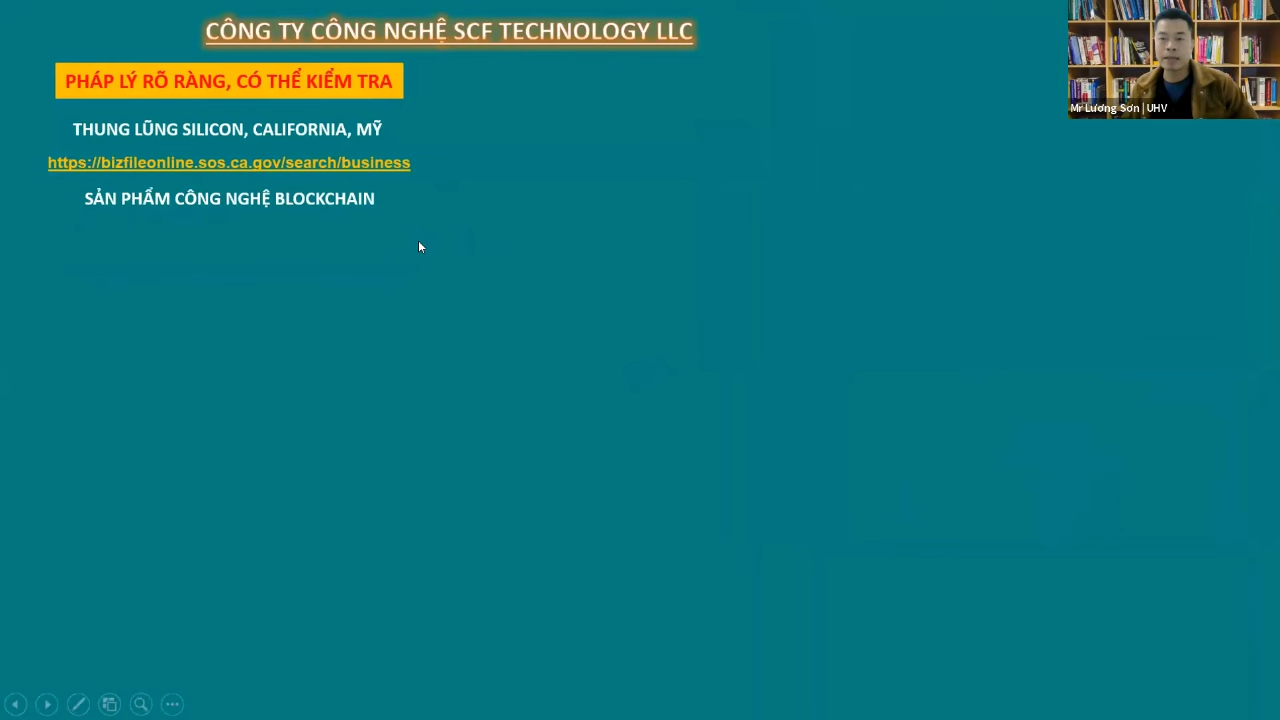 CÔNG TY CÔNG NGHỆ SCF TECHNOLOGY LLC
PHÁP LÝ RÕ RÀNG, CÓ THỂ KIỂM TRA
THUNG LŨNG SILICON, CALIFORNIA, MỸ
https://bizfileonline.sos.ca.gov/search/business
SẢN PHẨM CÔNG NGHỆ BLOCKCHAIN
Mr Lương Sơn | UHV